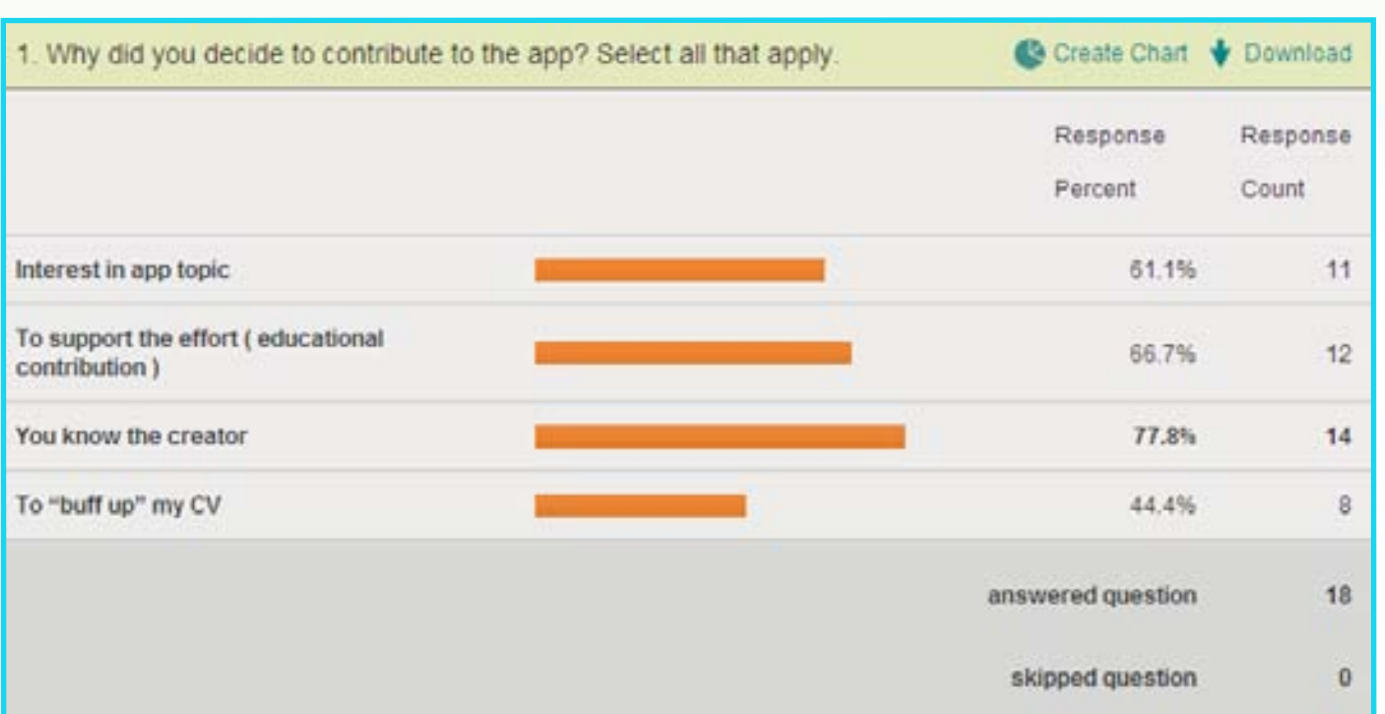 1. Why did you decide to contribute to the app? Select all that apply. Create Chart Download
Response Response
Percent Count
Interest in app topic 61.1% 11
To support the effort ( educational
contribution ) 66.7% 12
You know the creator 77.8% 14
To “buff up” my CV 44.4% 8
answered question 18
skipped question 0